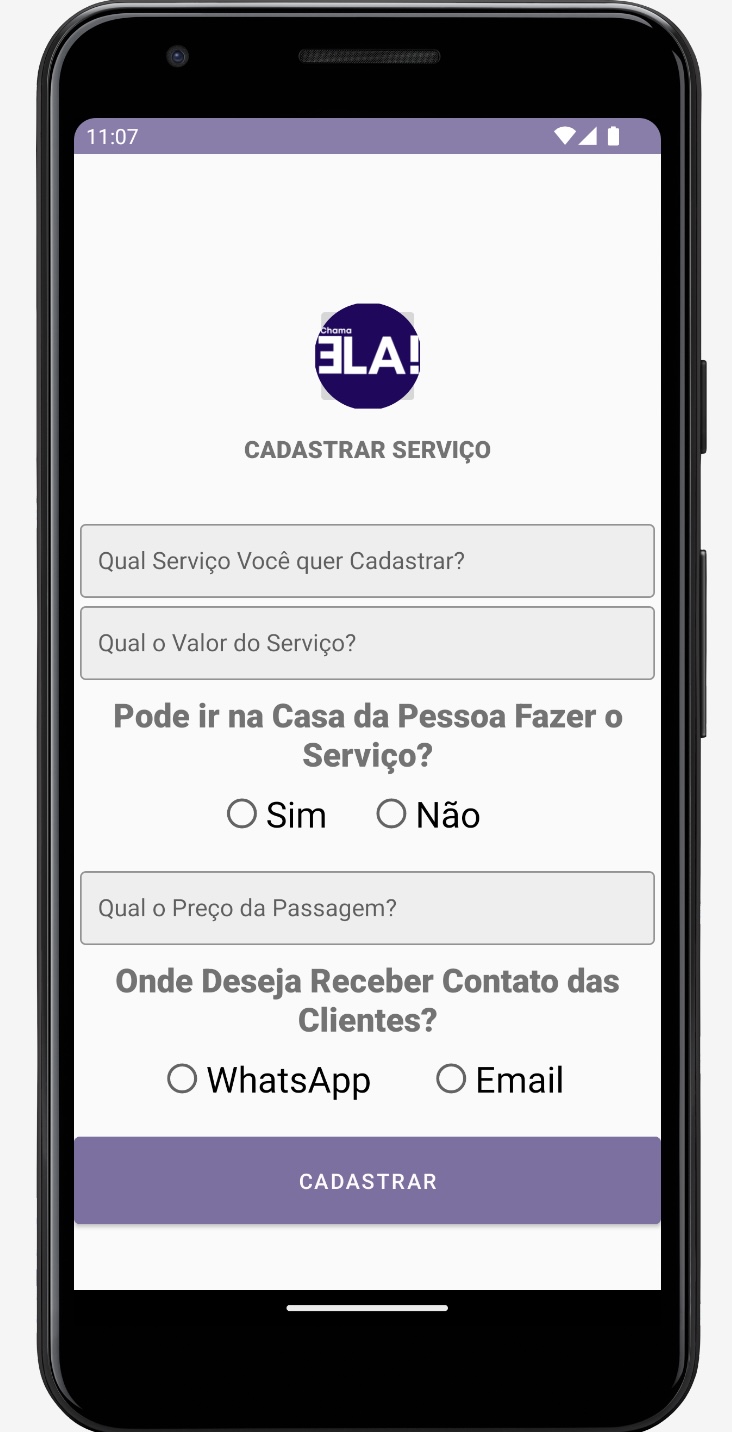 11:07
Chama
ELA!
CADASTRAR SERVIÇO
Qual Serviço Você quer Cadastrar?
Qual o Valor do Serviço?
Pode ir na Casa da Pessoa Fazer o
Serviço?
Sim Não
Qual o Preço da Passagem?
Onde Deseja Receber Contato das
Clientes?
WhatsApp Email
CADASTRAR